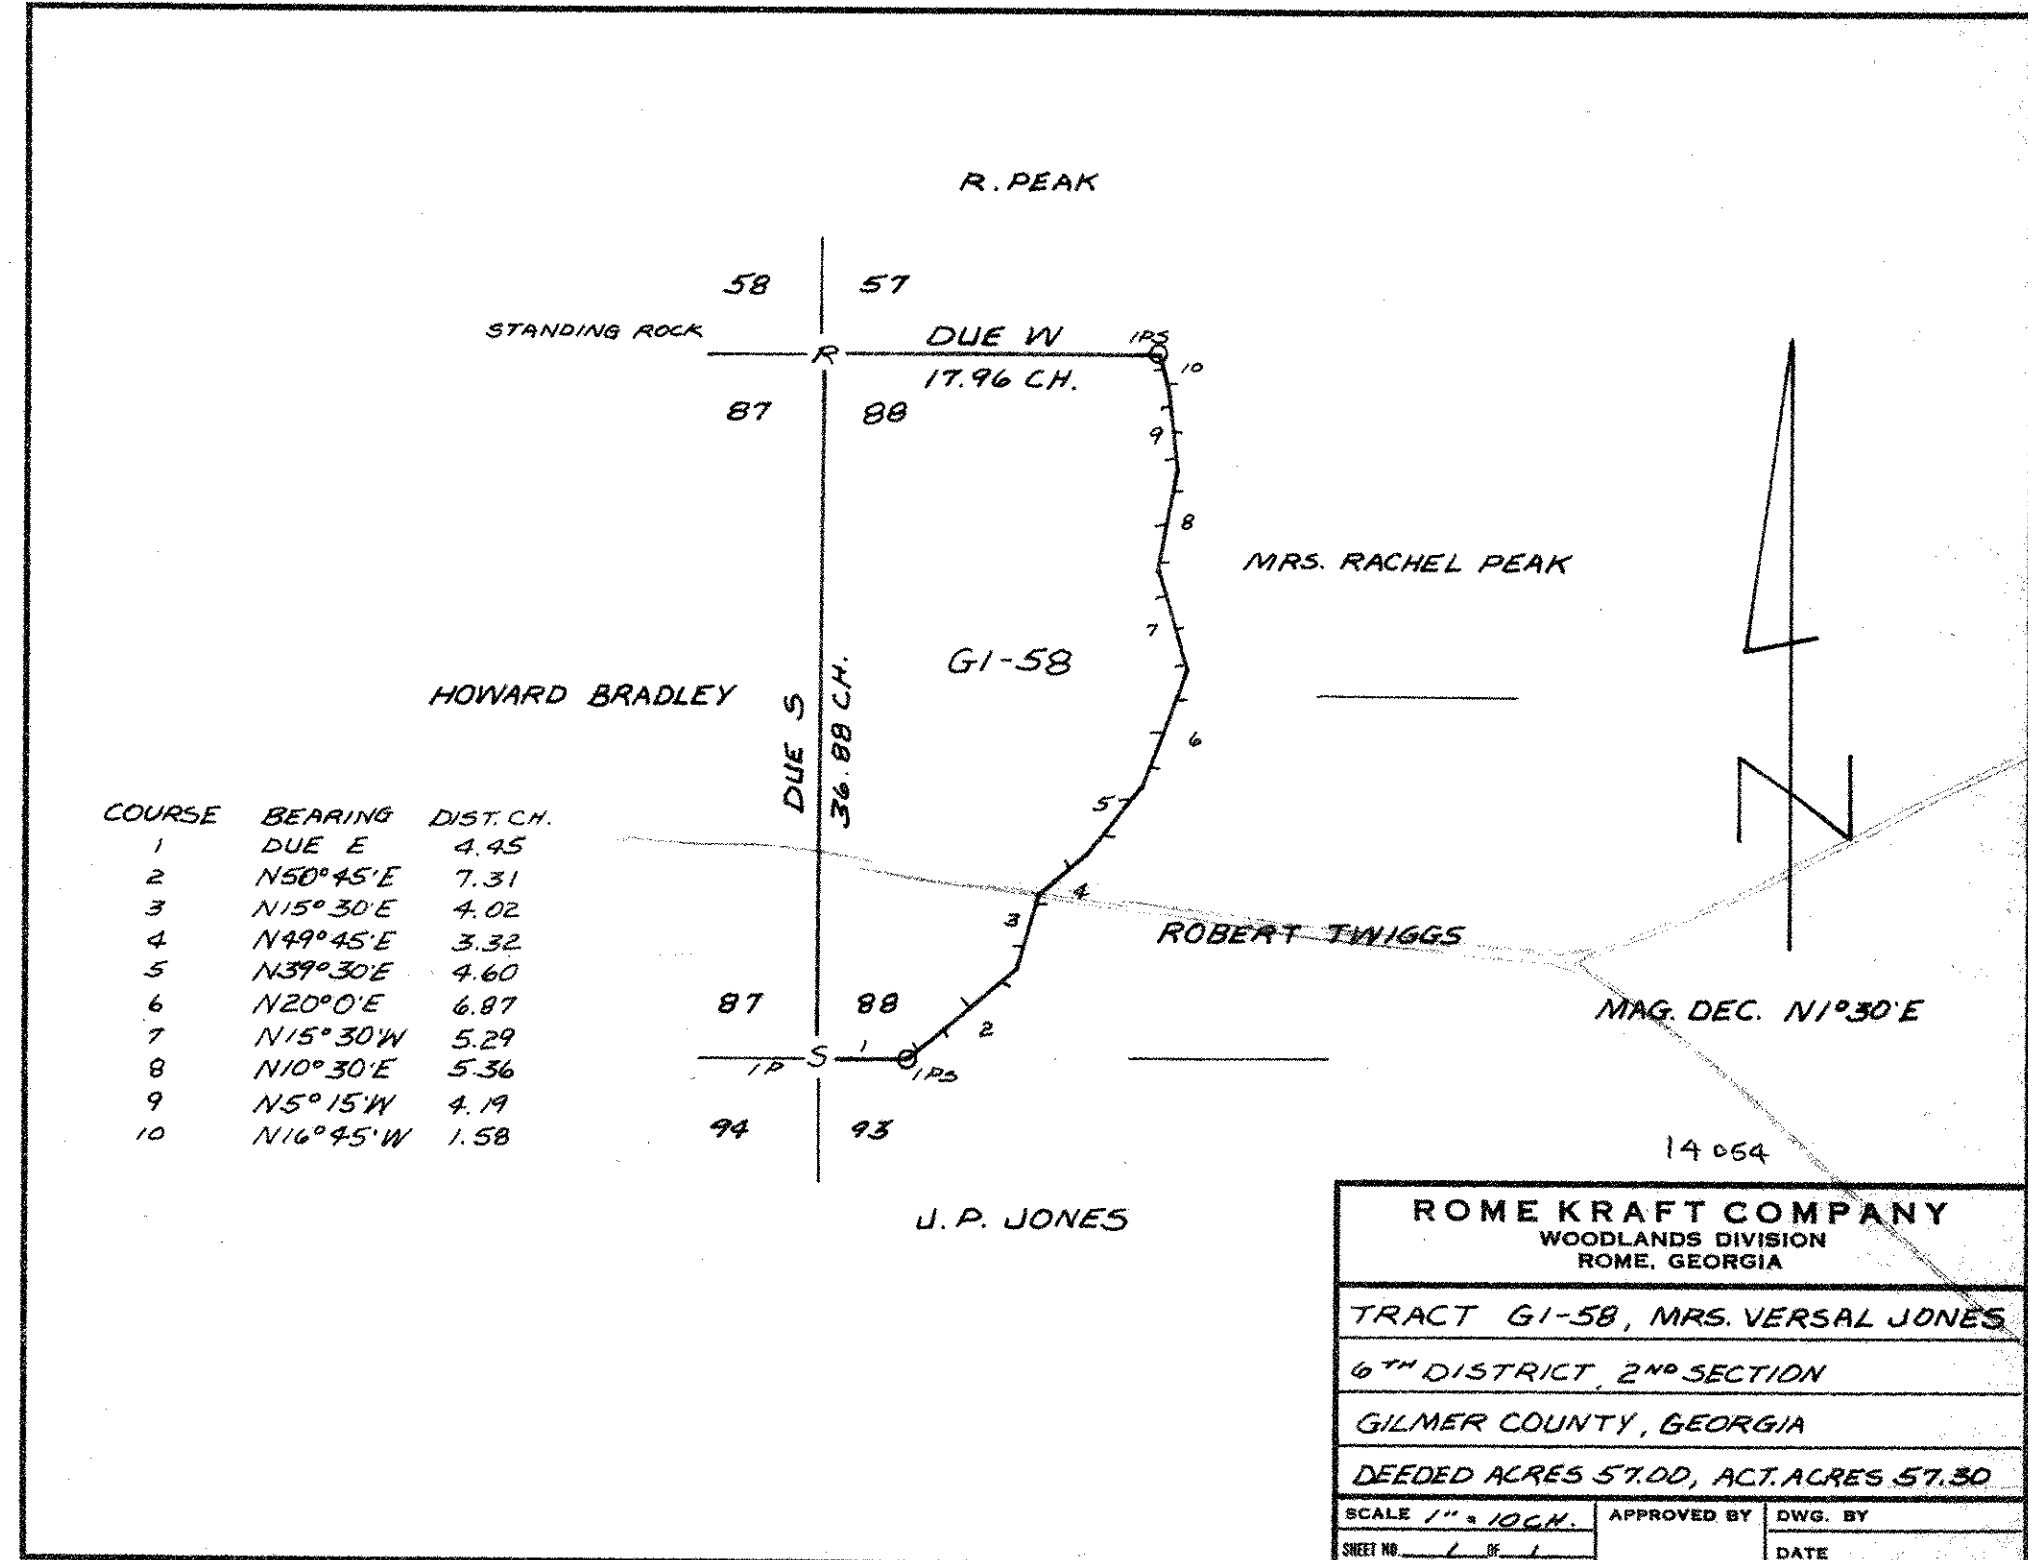 R. PEAK
58 57
STANDING ROCK
DUE W
IPS
R
17.96 CH.
10
87 88
9
8
MRS. RACHEL PEAK
7
G1-58
HOWARD BRADLEY
DUE S
36.88 CH.
6
5
COURSE BEARING DIST. CH.
1 DUE E 4.45
2 N50°45'E 7.31
3 N15°30'E 4.02
4 N49°45'E 3.32
5 N39°30'E 4.60
6 N20°0'E 6.87
7 N15°30'W 5.29
8 N10°30'E 5.36
9 N5°15'W 4.19
10 N16°45'W 1.58
4
3
ROBERT TWIGGS
N
87 88
2
MAG. DEC. N1°30'E
1
S
IP
IPS
94 93
14054
J. P. JONES
ROME KRAFT COMPANY
WOODLANDS DIVISION
ROME, GEORGIA
TRACT G1-58, MRS. VERSAL JONES
6TH DISTRICT, 2ND SECTION
GILMER COUNTY, GEORGIA
DEEDED ACRES 57.00, ACT. ACRES 57.30
SCALE 1" = 10 CH.
APPROVED BY
DWG. BY
SHEET NO. 1 OF 1
DATE